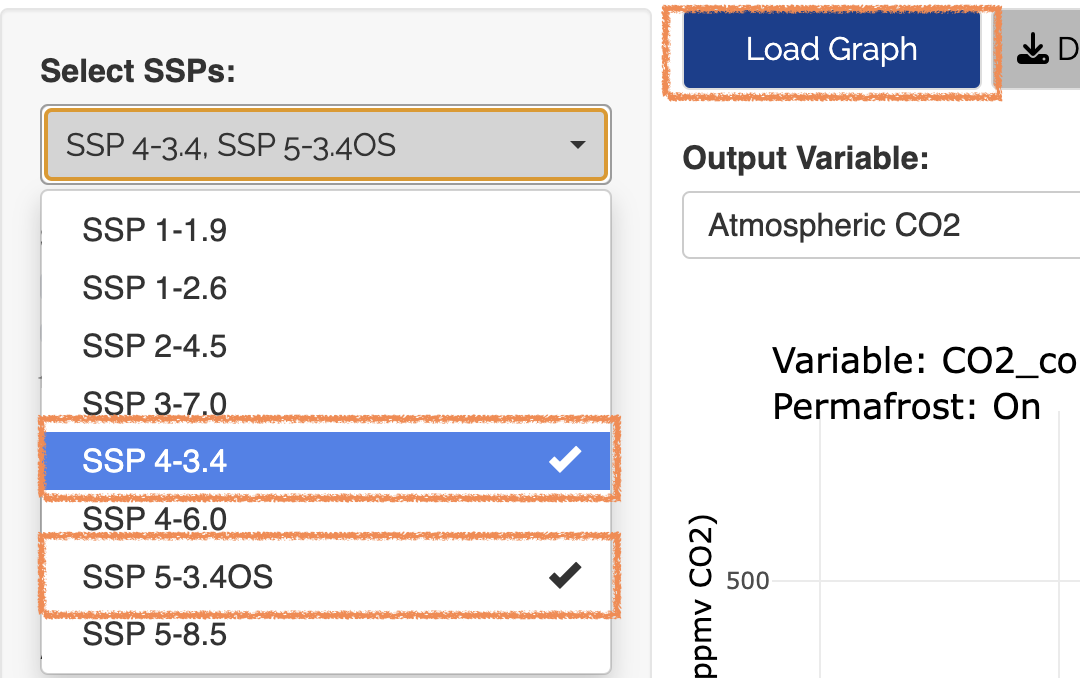 Select SSPs:
SSP 4-3.4, SSP 5-3.4OS
SSP 1-1.9
SSP 1-2.6
SSP 2-4.5
SSP 3-7.0
SSP 4-3.4
SSP 4-6.0
SSP 5-3.4OS
SSP 5-8.5
Load Graph
D
Output Variable:
Atmospheric CO2
Variable: CO2_co
Permafrost: On
500
ppmv CO2)